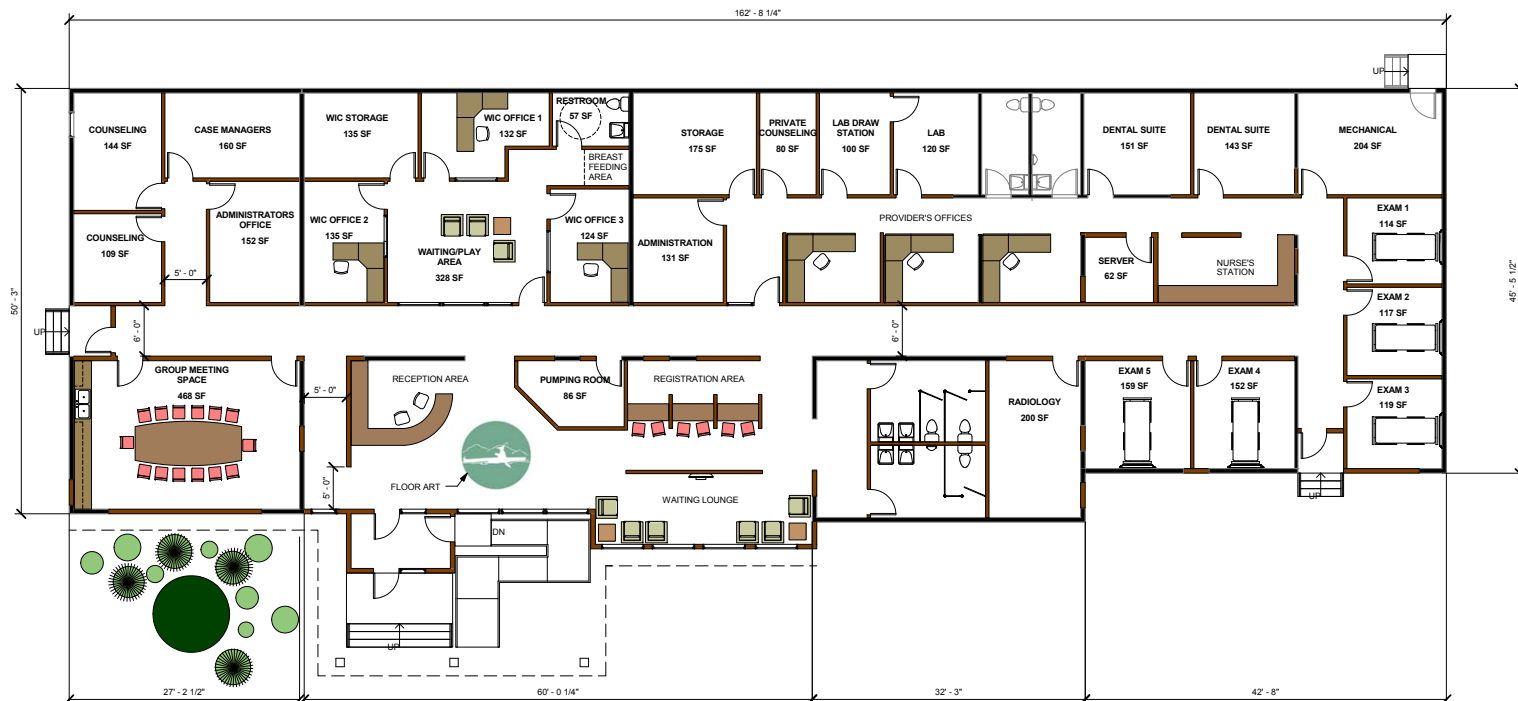 162' - 8 1/4"
UP
COUNSELING
144 SF
CASE MANAGERS
160 SF
WIC STORAGE
135 SF
WIC OFFICE 1
132 SF
RESTROOM
57 SF
STORAGE
175 SF
PRIVATE
COUNSELING
80 SF
LAB DRAW
STATION
100 SF
LAB
120 SF
DENTAL SUITE
151 SF
DENTAL SUITE
143 SF
MECHANICAL
204 SF
BREAST
FEEDING
AREA
COUNSELING
109 SF
ADMINISTRATORS
OFFICE
152 SF
WIC OFFICE 2
135 SF
WAITING/PLAY
AREA
328 SF
WIC OFFICE 3
124 SF
ADMINISTRATION
131 SF
PROVIDER'S OFFICES
SERVER
62 SF
NURSE'S
STATION
EXAM 1
114 SF
5' - 0"
50' - 3"
45' - 5 1/2"
UP
6' - 0"
6' - 0"
EXAM 2
117 SF
GROUP MEETING
SPACE
468 SF
5' - 0"
RECEPTION AREA
PUMPING ROOM
86 SF
REGISTRATION AREA
RADIOLOGY
200 SF
EXAM 5
159 SF
EXAM 4
152 SF
EXAM 3
119 SF
5' - 0"
FLOOR ART
WAITING LOUNGE
UP
DN
UP
27' - 2 1/2"
60' - 0 1/4"
32' - 3"
42' - 8"